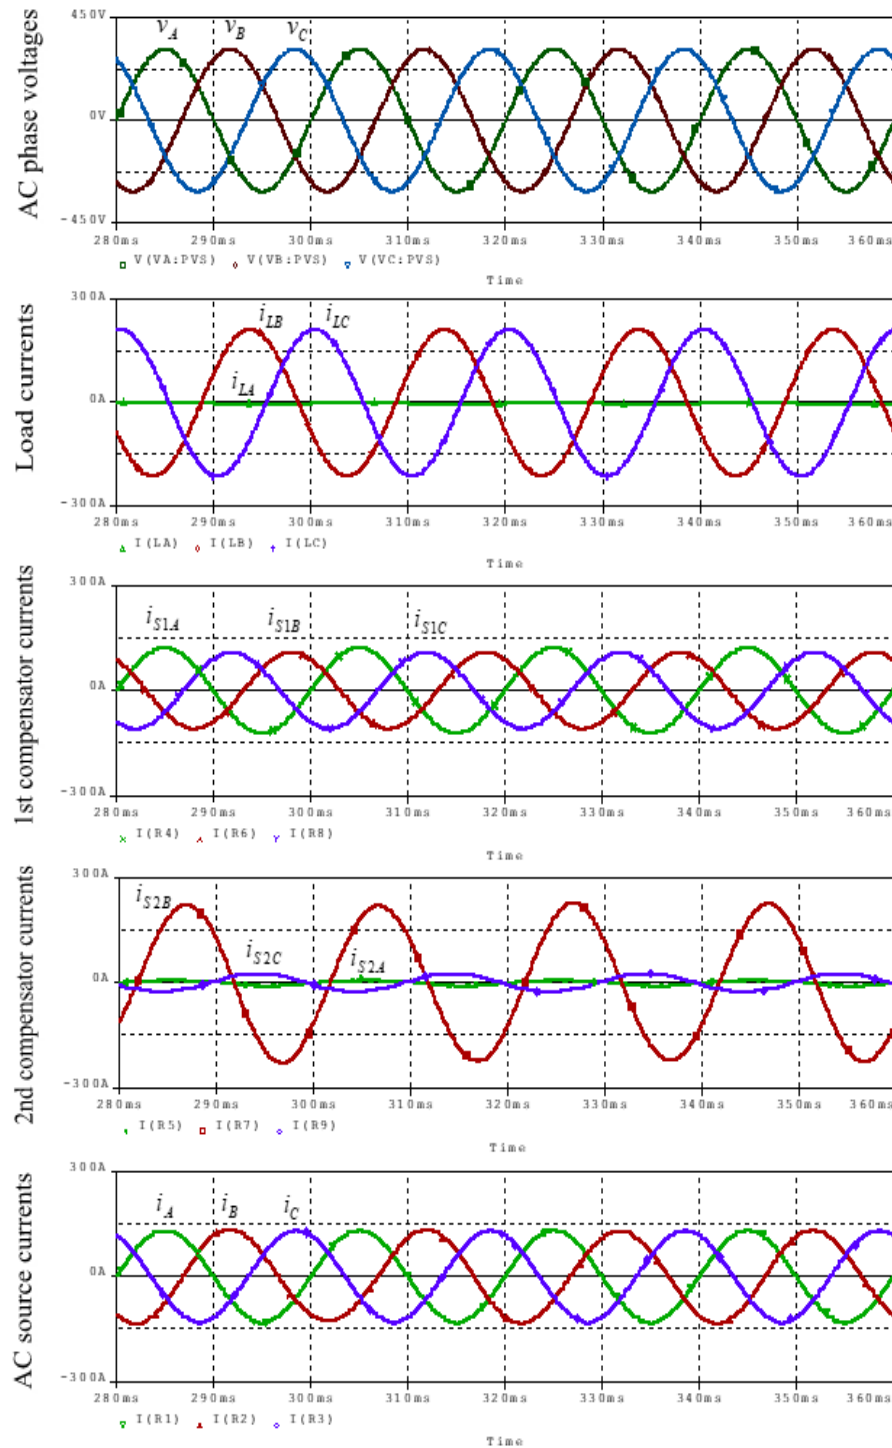 AC phase voltages
450V
v_A v_B v_C
0V
-450V
280ms 290ms 300ms 310ms 320ms 330ms 340ms 350ms 360ms
V(VA:PVS) V(VB:PVS) V(VC:PVS)
Time
Load currents
300A
i_LB i_LC
i_LA
0A
-300A
280ms 290ms 300ms 310ms 320ms 330ms 340ms 350ms 360ms
I(LA) I(LB) I(LC)
Time
1st compensator currents
300A
i_S1A i_S1B i_S1C
0A
-300A
280ms 290ms 300ms 310ms 320ms 330ms 340ms 350ms 360ms
I(R4) I(R6) I(R8)
Time
2nd compensator currents
300A
i_S2B
i_S2C i_S2A
0A
-300A
280ms 290ms 300ms 310ms 320ms 330ms 340ms 350ms 360ms
I(R5) I(R7) I(R9)
Time
AC source currents
300A
i_A i_B i_C
0A
-300A
280ms 290ms 300ms 310ms 320ms 330ms 340ms 350ms 360ms
I(R1) I(R2) I(R3)
Time